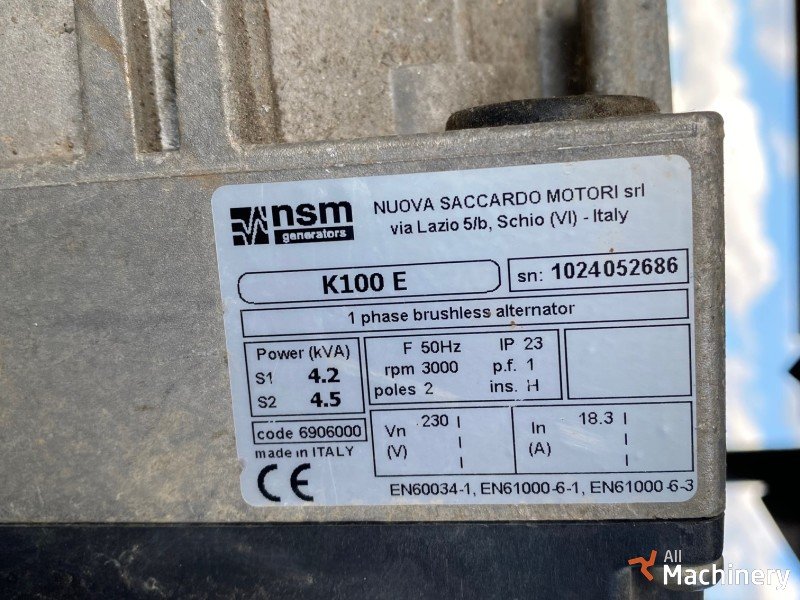 nsm
generators
NUOVA SACCARDO MOTORI srl
via Lazio 5/b, Schio (VI) - Italy
K100 E
sn: 1024052686
1 phase brushless alternator
Power (kVA)
S1 4.2
S2 4.5
F 50Hz IP 23
rpm 3000 p.f. 1
poles 2 ins. H
code 6906000
made in ITALY
Vn 230
(V)
In 18.3
(A)
CE
EN60034-1, EN61000-6-1, EN61000-6-3
All
Machinery